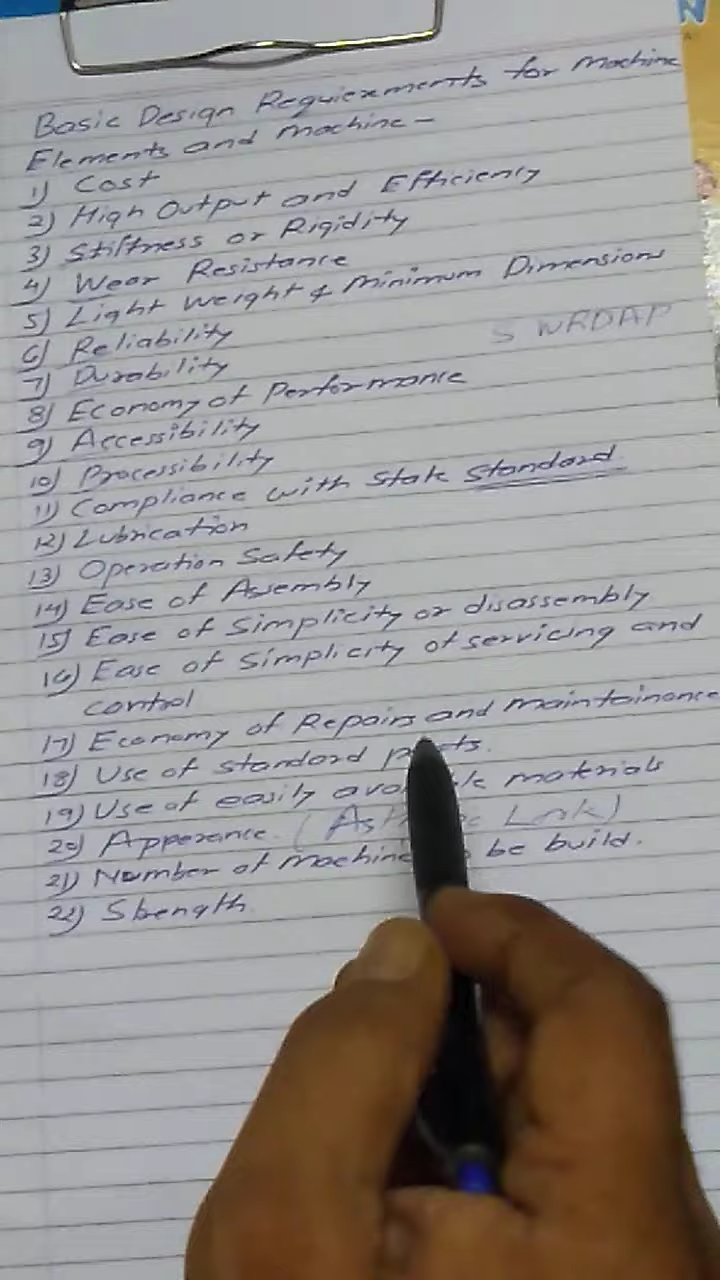 Basic Design Requirements for Machine
Elements and Machine -
1) Cost
2) High Output and Efficiency
3) Stiffness or Rigidity
4) Wear Resistance
5) Light Weight & Minimum Dimensions
6) Reliability
S WRDAP
7) Durability
8) Economy of Performance
9) Accessibility
10) Processibility
11) Compliance with State Standard
12) Lubrication
13) Operation Safety
14) Ease of Assembly
15) Ease of Simplicity or disassembly
16) Ease of Simplicity of servicing and
control
17) Economy of Repairs and maintainance
18) Use of standard
19) Use of easily materials
20) Apperance.
21) Number of machine be build.
22) Strength
N